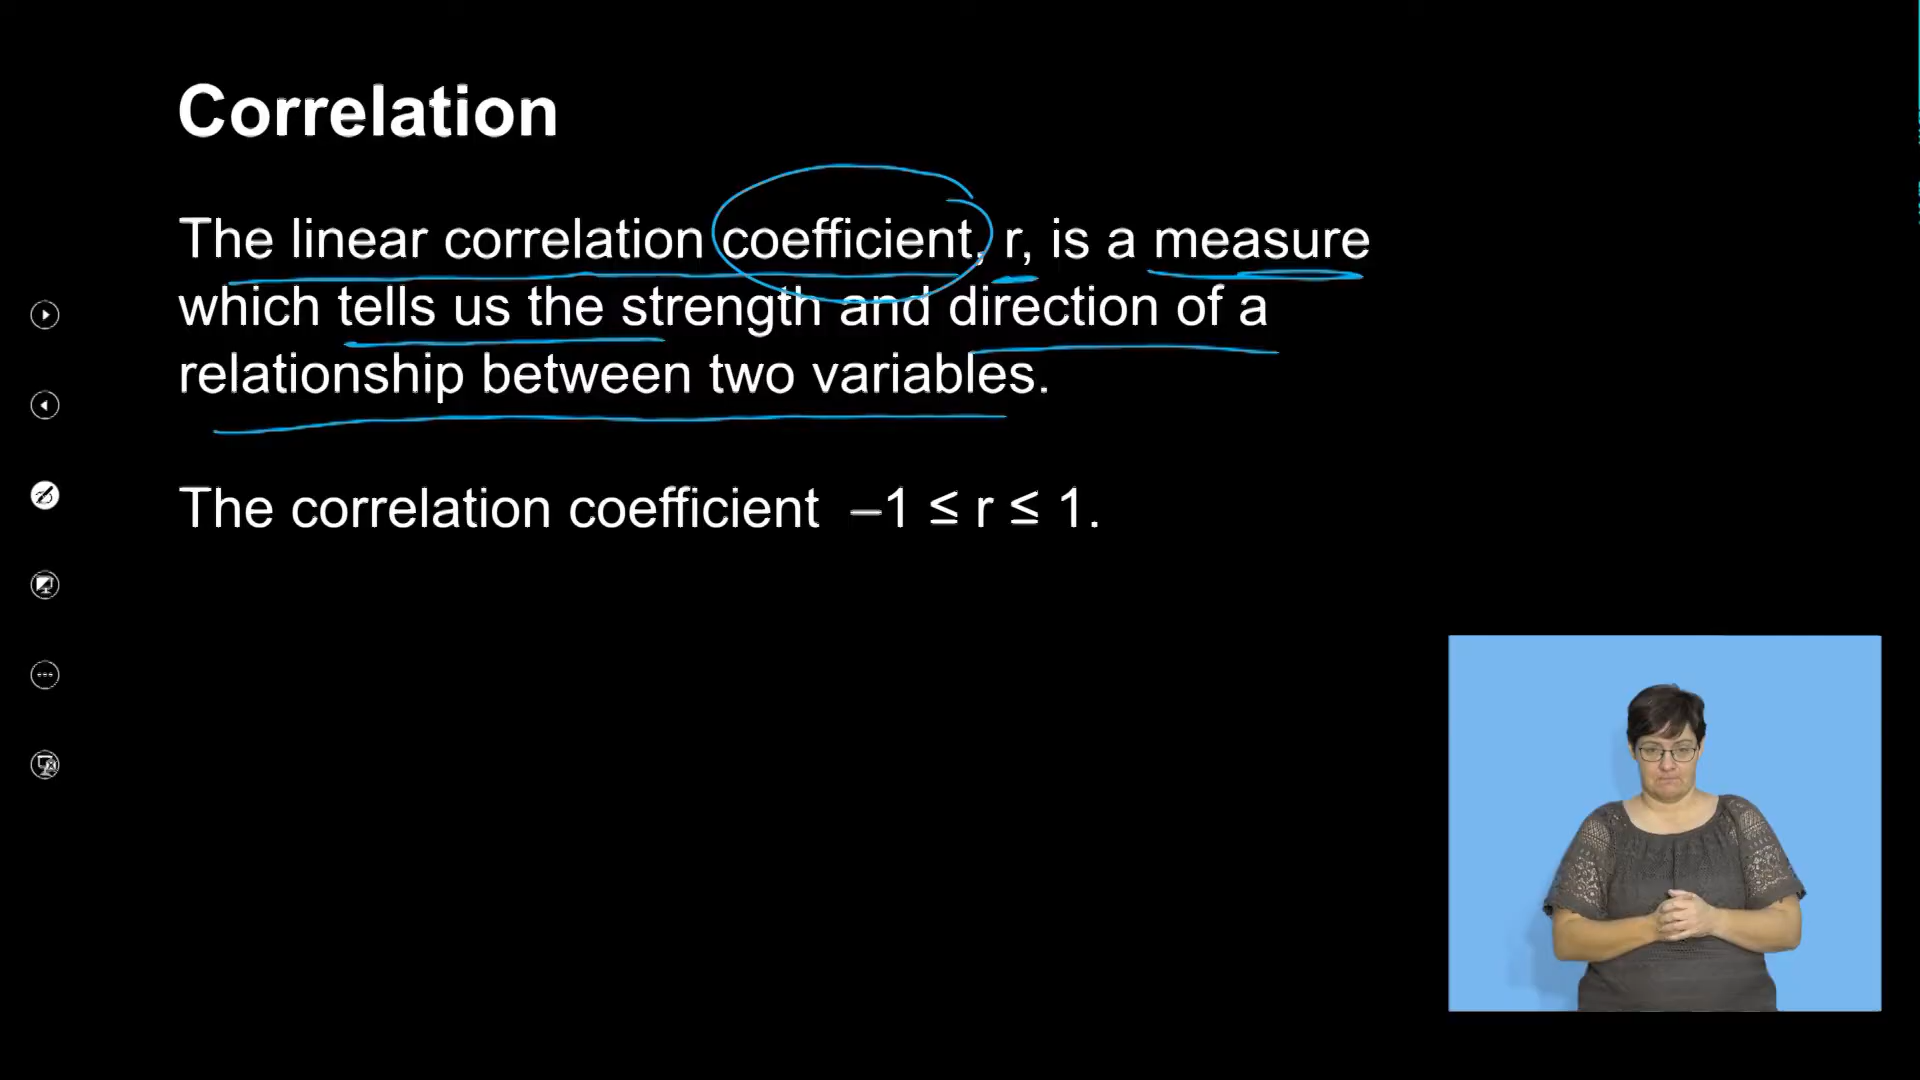 Correlation
The linear correlation coefficient, r, is a measure
which tells us the strength and direction of a
relationship between two variables.
The correlation coefficient –1 ≤ r ≤ 1.